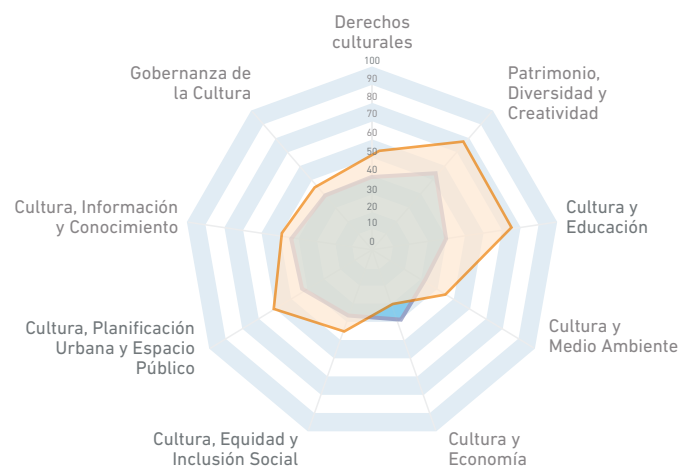 Derechos
culturales
100
90
80
70
60
50
40
30
20
10
0
Patrimonio,
Diversidad y
Creatividad
Cultura y
Educación
Cultura y
Medio Ambiente
Cultura y
Economía
Cultura, Equidad y
Inclusión Social
Cultura, Planificación
Urbana y Espacio
Público
Cultura, Información
y Conocimiento
Gobernanza de
la Cultura